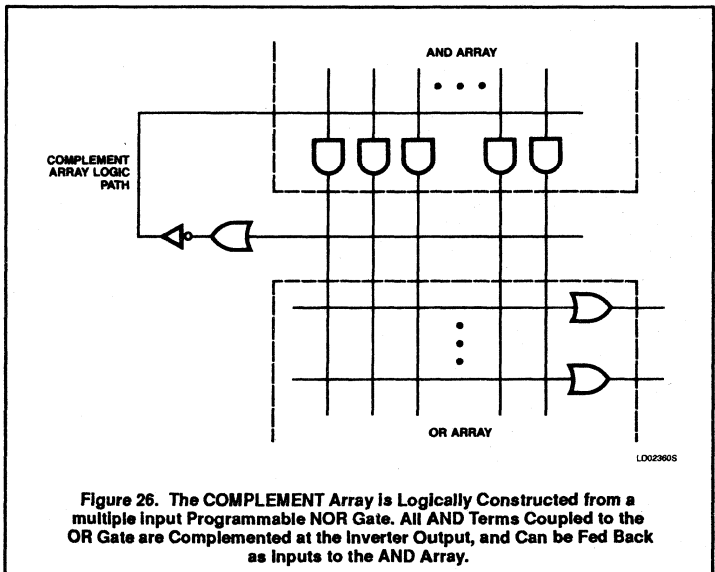 AND ARRAY
COMPLEMENT
ARRAY LOGIC
PATH
OR ARRAY
LD02360S
Figure 26. The COMPLEMENT Array is Logically Constructed from a
multiple input Programmable NOR Gate. All AND Terms Coupled to the
OR Gate are Complemented at the Inverter Output, and Can be Fed Back
as Inputs to the AND Array.